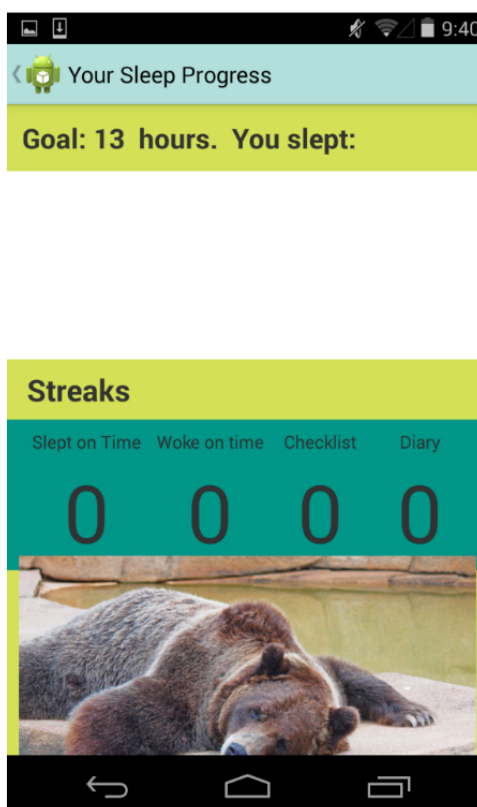 9:40
Your Sleep Progress
Goal: 13 hours. You slept:
Streaks
Slept on Time Woke on time Checklist Diary
0 0 0 0